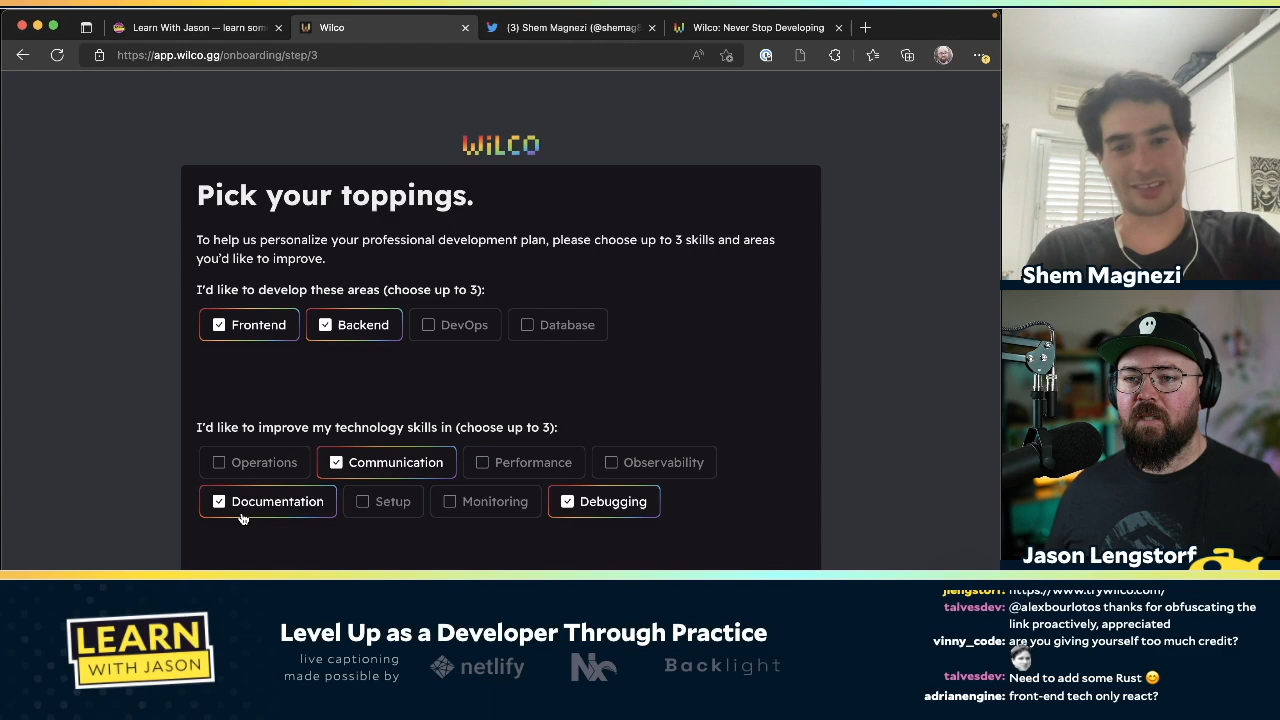 Learn With Jason — learn som
Wilco
(3) Shem Magnezi (@shemag8
Wilco: Never Stop Developing
https://app.wilco.gg/onboarding/step/3
WiLCO
Pick your toppings.
To help us personalize your professional development plan, please choose up to 3 skills and areas
you'd like to improve.
I'd like to develop these areas (choose up to 3):
Frontend
Backend
DevOps
Database
I'd like to improve my technology skills in (choose up to 3):
Operations
Communication
Performance
Observability
Documentation
Setup
Monitoring
Debugging
Shem Magnezi
Jason Lengstorf
LEARN
WITH JASON
Level Up as a Developer Through Practice
live captioning
made possible by
netlify
Nx
Backlight
jlengstorf: https://www.trywilco.com/
talvesdev: @alexbourlotos thanks for obfuscating the
link proactively, appreciated
vinny_code: are you giving yourself too much credit?
talvesdev: Need to add some Rust 😊
adrianengine: front-end tech only react?